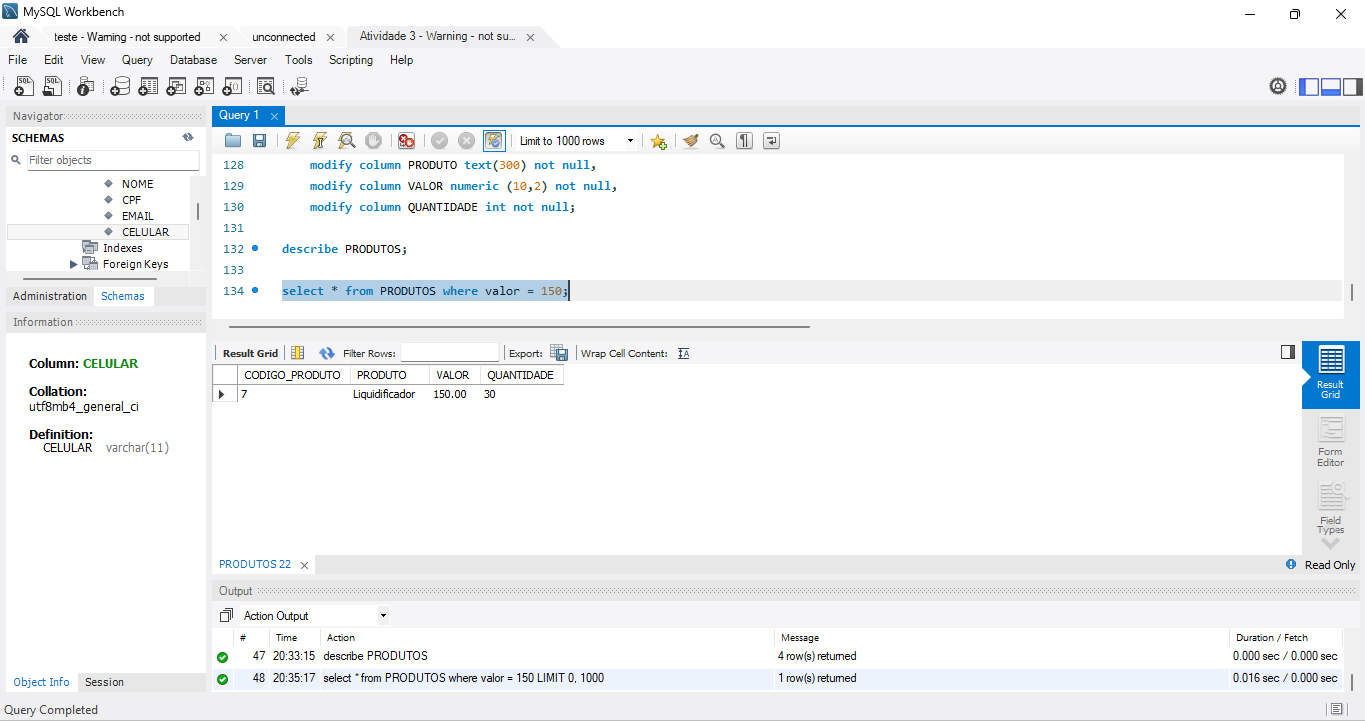 MySQL Workbench
teste - Warning - not supported
unconnected
Atividade 3 - Warning - not su...
File Edit View Query Database Server Tools Scripting Help
Navigator
SCHEMAS
Filter objects
NOME
CPF
EMAIL
CELULAR
Indexes
Foreign Keys
Administration Schemas
Information
Column: CELULAR
Collation:
utf8mb4_general_ci
Definition:
CELULAR varchar(11)
Object Info Session
Query 1
Limit to 1000 rows
128 modify column PRODUTO text(300) not null,
129 modify column VALOR numeric (10,2) not null,
130 modify column QUANTIDADE int not null;
131
132 describe PRODUTOS;
133
134 select * from PRODUTOS where valor = 150;
Result Grid Filter Rows: Export: Wrap Cell Content:
CODIGO_PRODUTO PRODUTO VALOR QUANTIDADE
7 Liquidificador 150.00 30
Result
Grid
Form
Editor
Field
Types
PRODUTOS 22
Read Only
Output
Action Output
# Time Action Message Duration / Fetch
47 20:33:15 describe PRODUTOS 4 row(s) returned 0.000 sec / 0.000 sec
48 20:35:17 select * from PRODUTOS where valor = 150 LIMIT 0, 1000 1 row(s) returned 0.016 sec / 0.000 sec
Query Completed